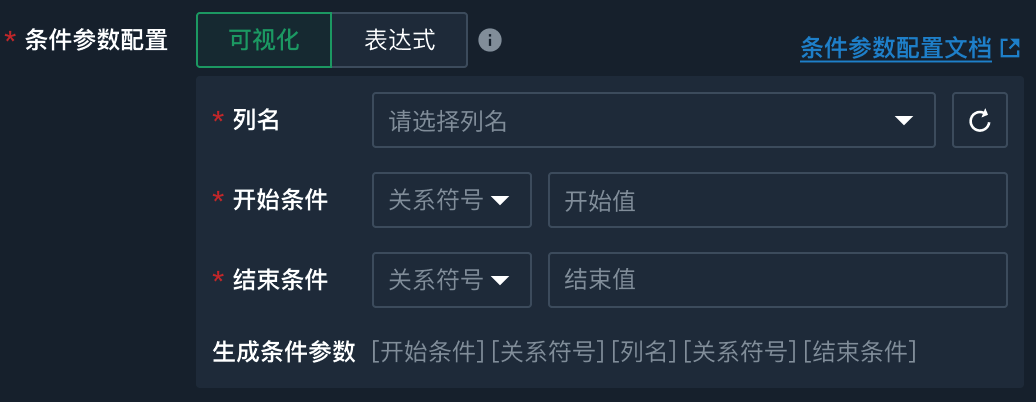 * 条件参数配置 可视化 表达式 条件参数配置文档
* 列名 请选择列名
* 开始条件 关系符号 开始值
* 结束条件 关系符号 结束值
生成条件参数 [开始条件] [关系符号] [列名] [关系符号] [结束条件]